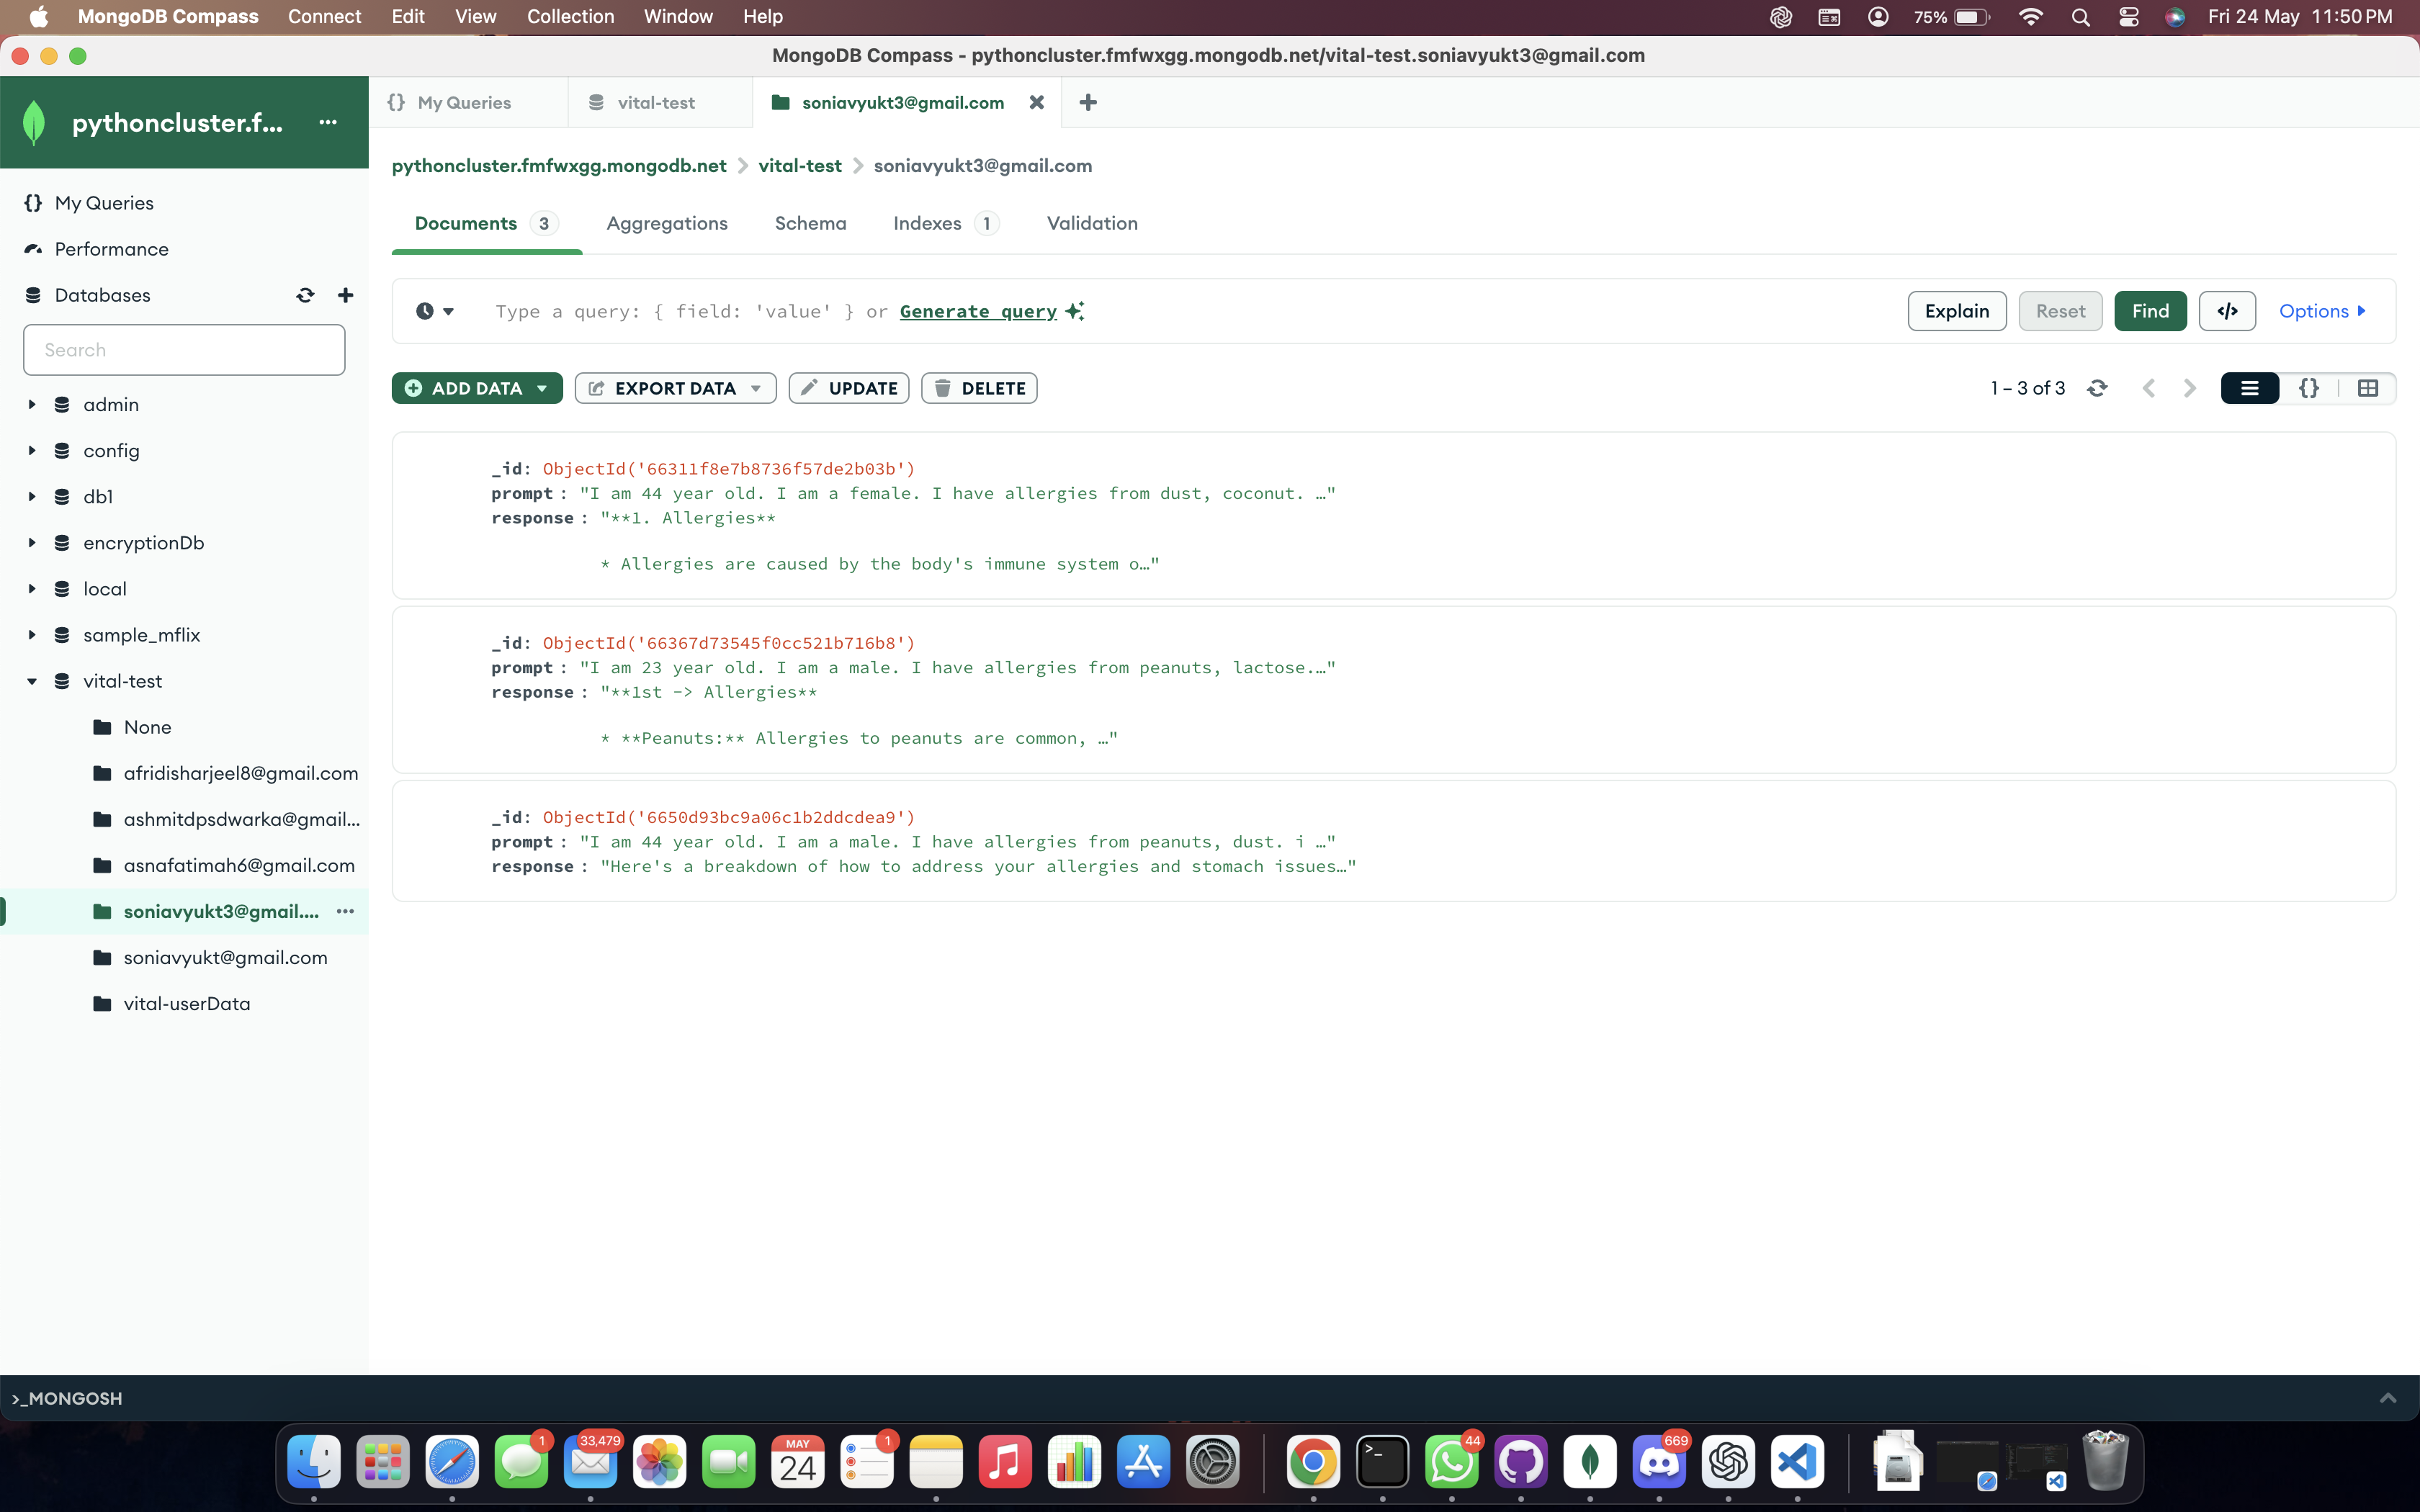 MongoDB Compass Connect Edit View Collection Window Help 75% Fri 24 May 11:50 PM
MongoDB Compass - pythoncluster.fmfwxgg.mongodb.net/vital-test.soniavyukt3@gmail.com
pythoncluster.f...
{} My Queries
vital-test
soniavyukt3@gmail.com
pythoncluster.fmfwxgg.mongodb.net > vital-test > soniavyukt3@gmail.com
{} My Queries
Performance
Databases
Search
admin
config
db1
encryptionDb
local
sample_mflix
vital-test
None
afridisharjeel8@gmail.com
ashmitdpsdwarka@gmail...
asnafatimah6@gmail.com
soniavyukt3@gmail....
soniavyukt@gmail.com
vital-userData
Documents 3 Aggregations Schema Indexes 1 Validation
Type a query: { field: 'value' } or Generate query
Explain Reset Find </> Options
ADD DATA EXPORT DATA UPDATE DELETE
1 – 3 of 3 {}
_id: ObjectId('66311f8e7b8736f57de2b03b')
prompt : "I am 44 year old. I am a female. I have allergies from dust, coconut. …"
response : "**1. Allergies**
* Allergies are caused by the body's immune system o…"
_id: ObjectId('66367d73545f0cc521b716b8')
prompt : "I am 23 year old. I am a male. I have allergies from peanuts, lactose.…"
response : "**1st -> Allergies**
* **Peanuts:** Allergies to peanuts are common, …"
_id: ObjectId('6650d93bc9a06c1b2ddcdea9')
prompt : "I am 44 year old. I am a male. I have allergies from peanuts, dust. i …"
response : "Here's a breakdown of how to address your allergies and stomach issues…"
>_MONGOSH
1 33,479 MAY 24 1 >_ 44 669